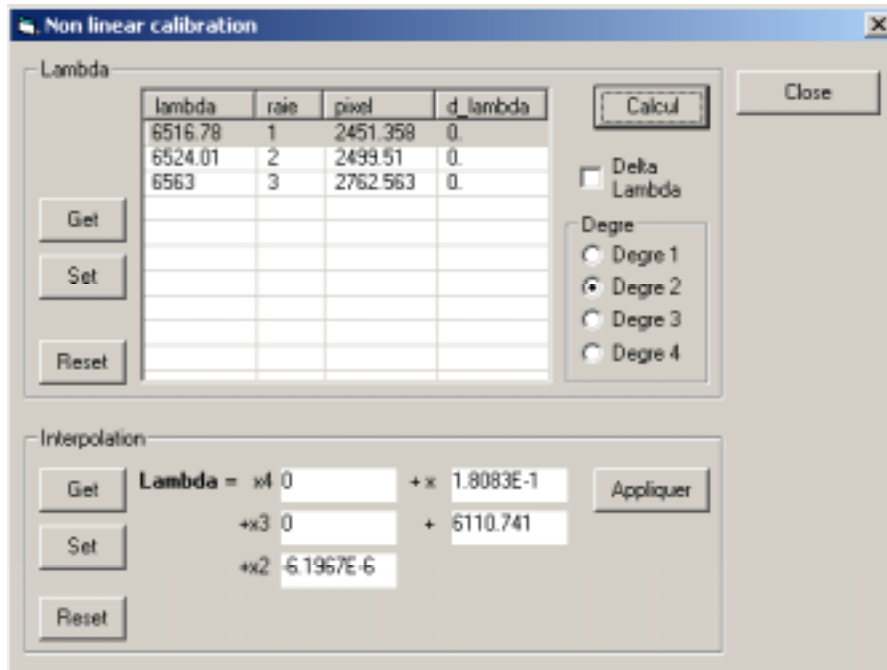 Non linear calibration
Lambda
lambda raie pixel d_lambda
6516.78 1 2451.358 0.
6524.01 2 2499.51 0.
6563 3 2762.563 0.
Get
Set
Reset
Calcul
Delta
Lambda
Degre
Degre 1
Degre 2
Degre 3
Degre 4
Close
Interpolation
Get
Set
Reset
Lambda = x4 0 + x 1.8083E-1
+x3 0 + 6110.741
+x2 -6.1967E-6
Appliquer